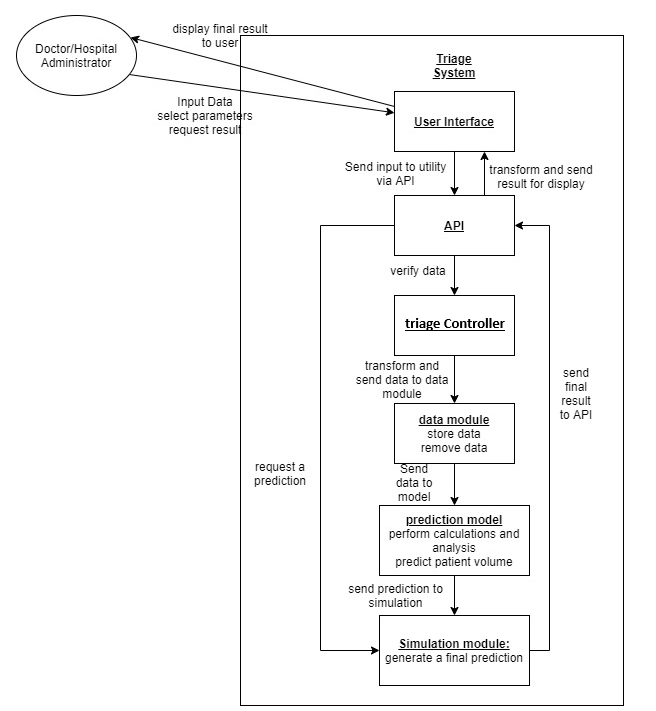 display final result
to user
Doctor/Hospital
Administrator
Triage
System
Input Data
select parameters
request result
User Interface
Send input to utility
via API
transform and send
result for display
API
verify data
triage Controller
transform and
send data to data
module
send
final
result
to API
data module
store data
remove data
request a
prediction
Send
data to
model
prediction model
perform calculations and
analysis
predict patient volume
send prediction to
simulation
Simulation module:
generate a final prediction